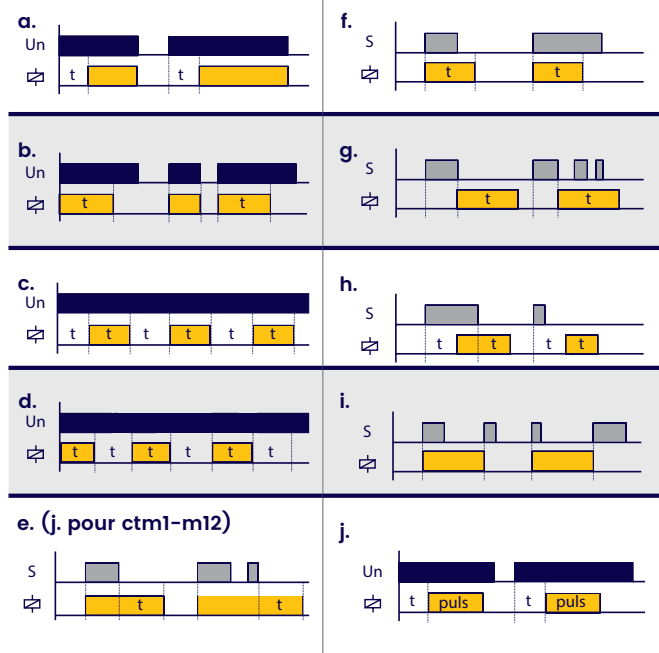 a.
Un
t t
b.
Un
t t
c.
Un
t t t t t t
d.
Un
t t t t t t
e. (j. pour ctm1-m12)
S
t t
f.
S
t t
g.
S
t t
h.
S
t t t t
i.
S
j.
Un
t puls t puls